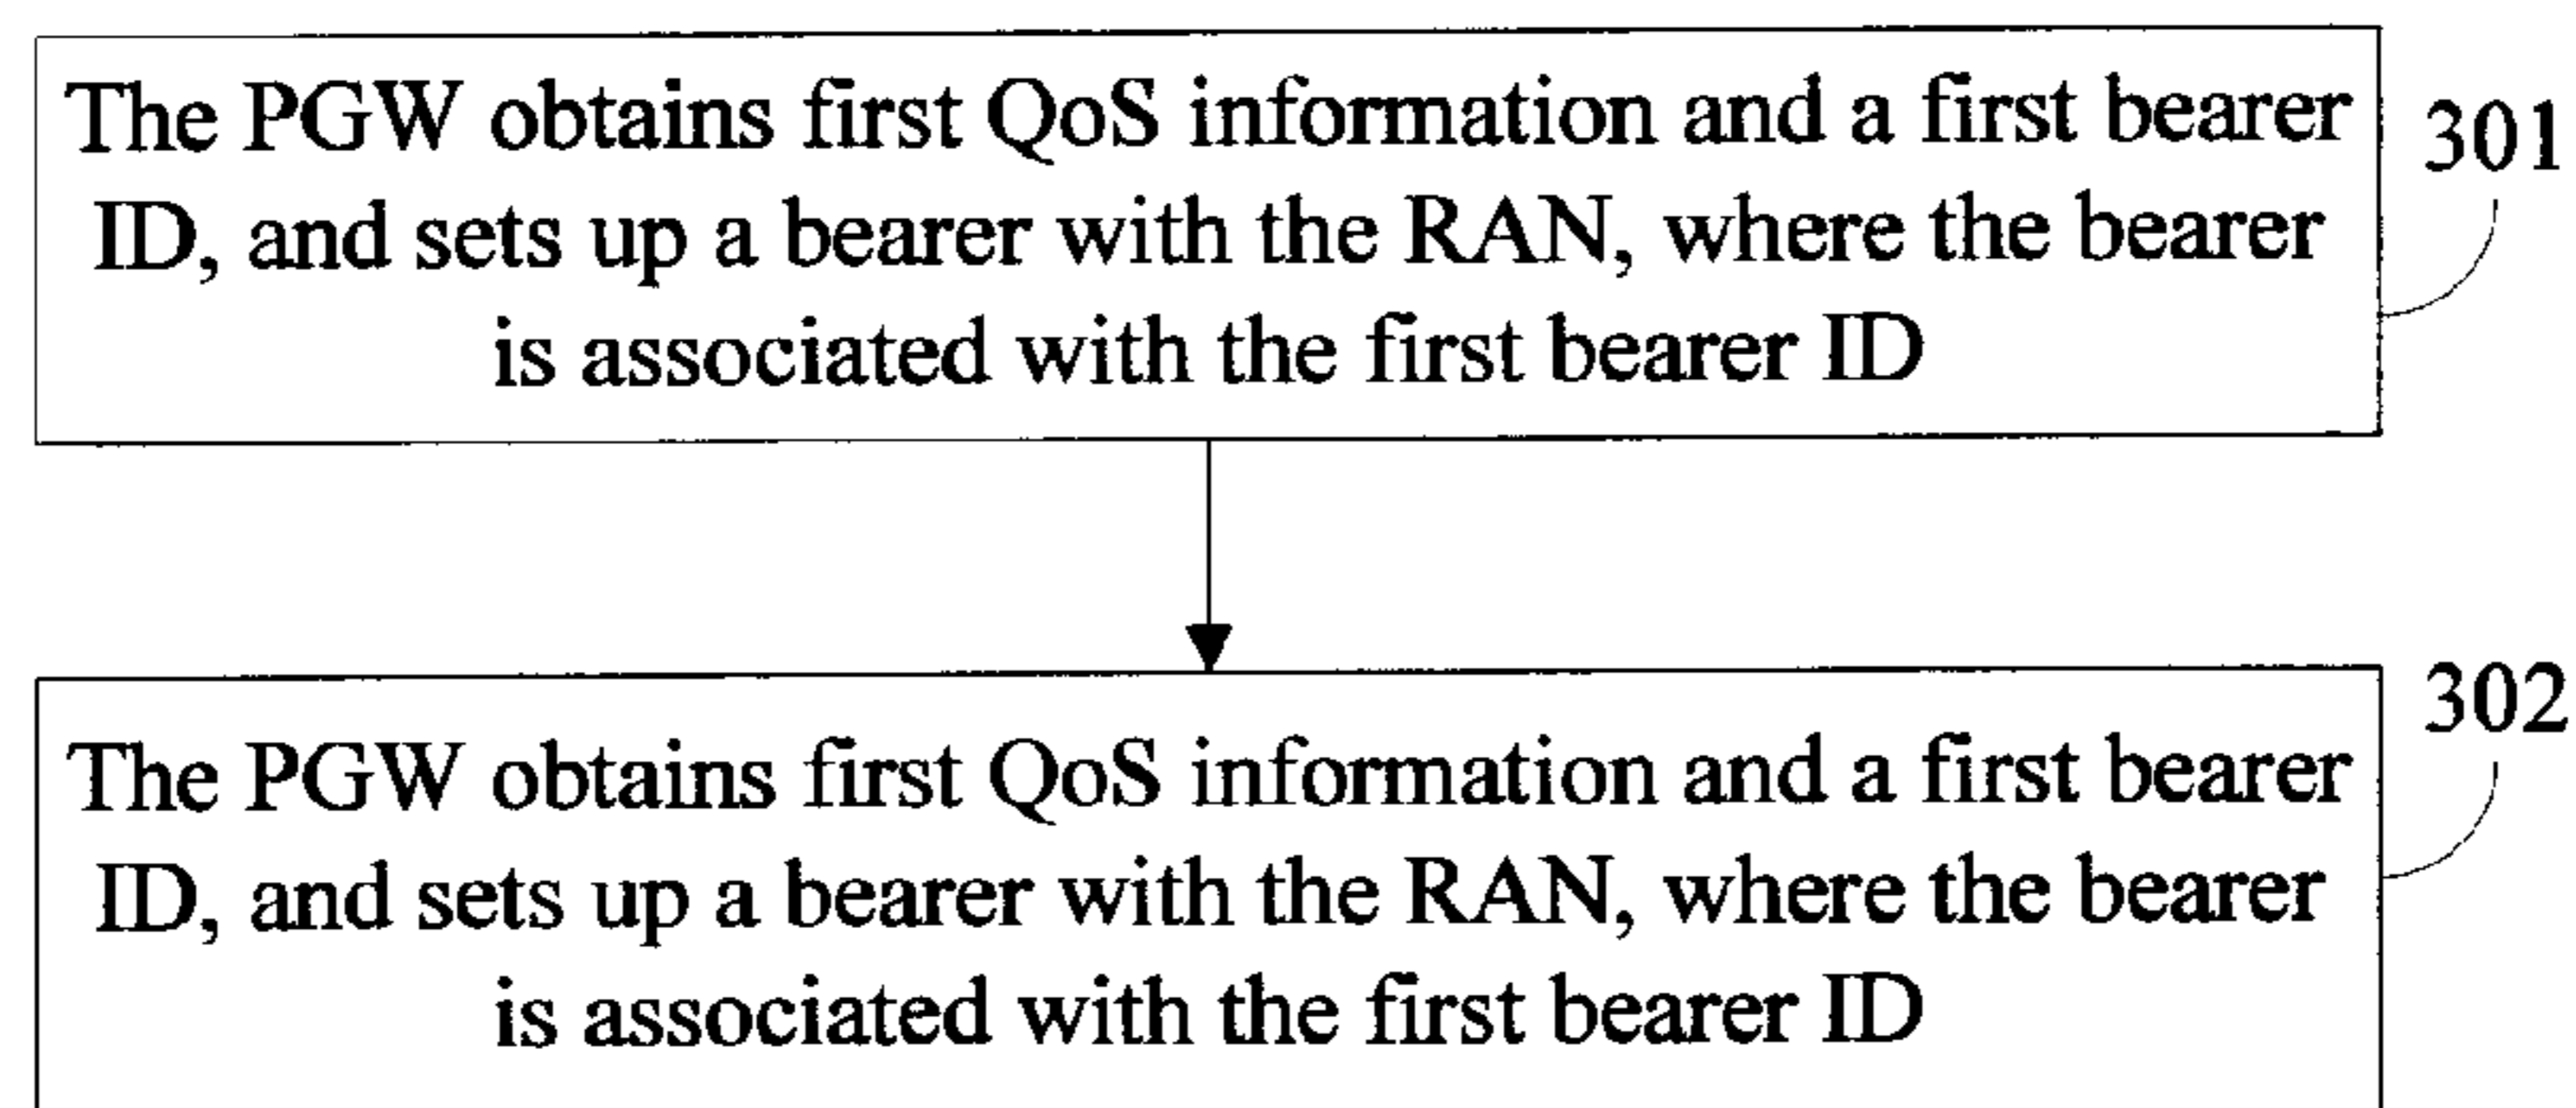 The PGW obtains first QoS information and a first bearer
ID, and sets up a bearer with the RAN, where the bearer
is associated with the first bearer ID
301
The PGW obtains first QoS information and a first bearer
ID, and sets up a bearer with the RAN, where the bearer
is associated with the first bearer ID
302